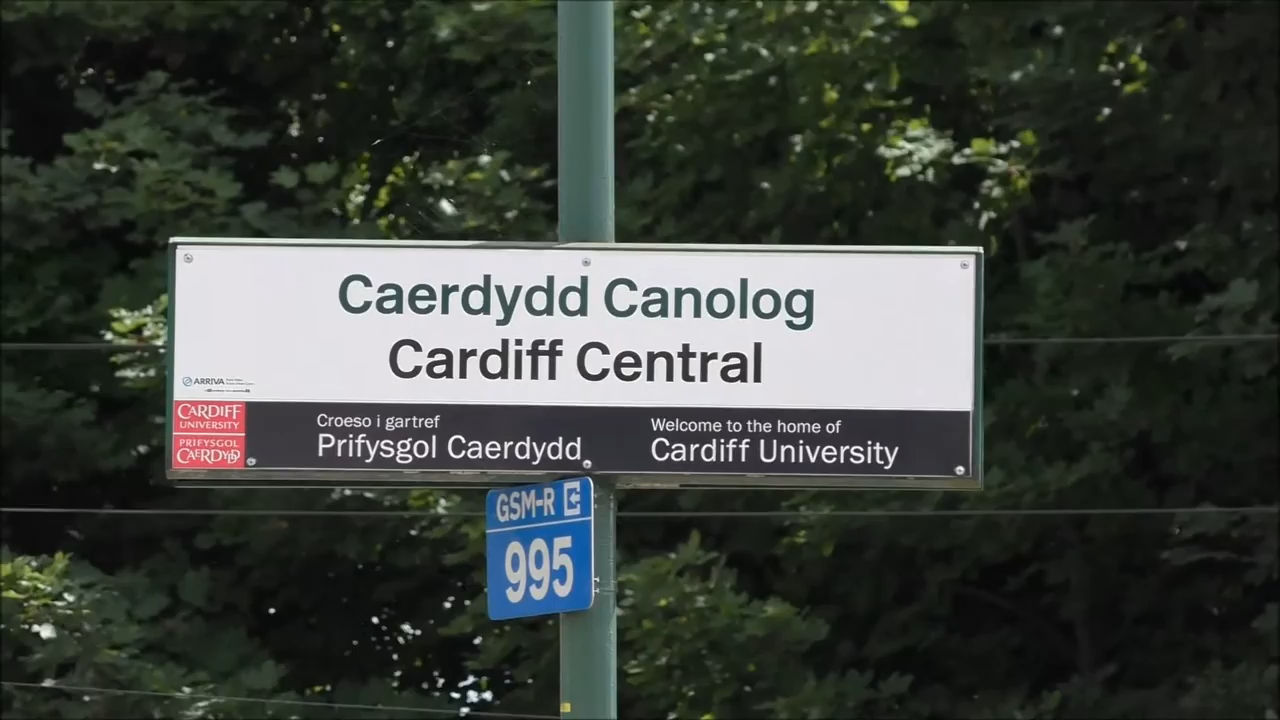 Caerdydd Canolog
Cardiff Central
ARRIVA
CARDIFF
UNIVERSITY
PRIFYSGOL
CAERDYDD
Croeso i gartref
Prifysgol Caerdydd
Welcome to the home of
Cardiff University
GSM-R
995